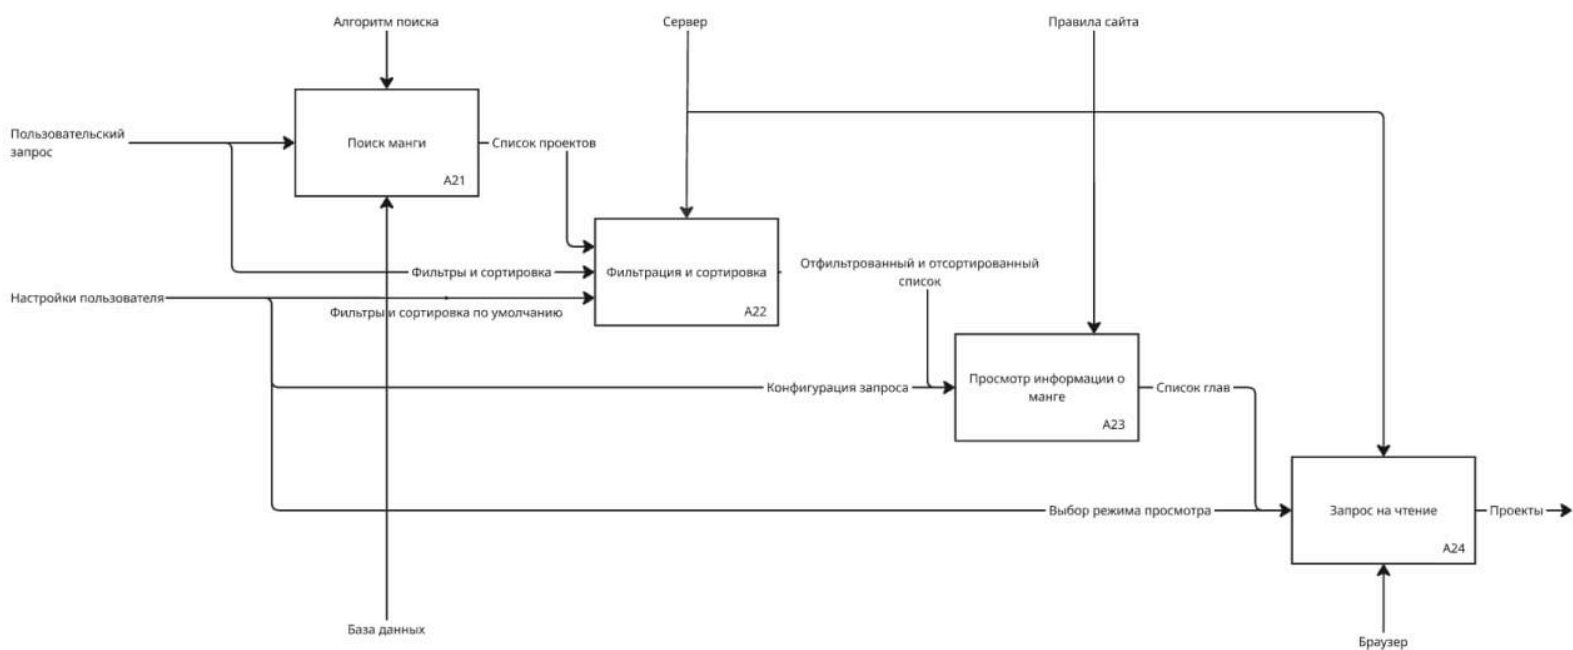 Алгоритм поиска
Сервер
Правила сайта
Пользовательский
запрос
Поиск манги
Список проектов
A21
Отфильтрованный и отсортированный
список
Фильтры и сортировка
Фильтрация и сортировка
Настройки пользователя
Фильтры и сортировка по умолчанию
A22
Просмотр информации о
манге
Конфигурация запроса
Список глав
A23
Выбор режима просмотра
Запрос на чтение
Проекты
A24
База данных
Браузер